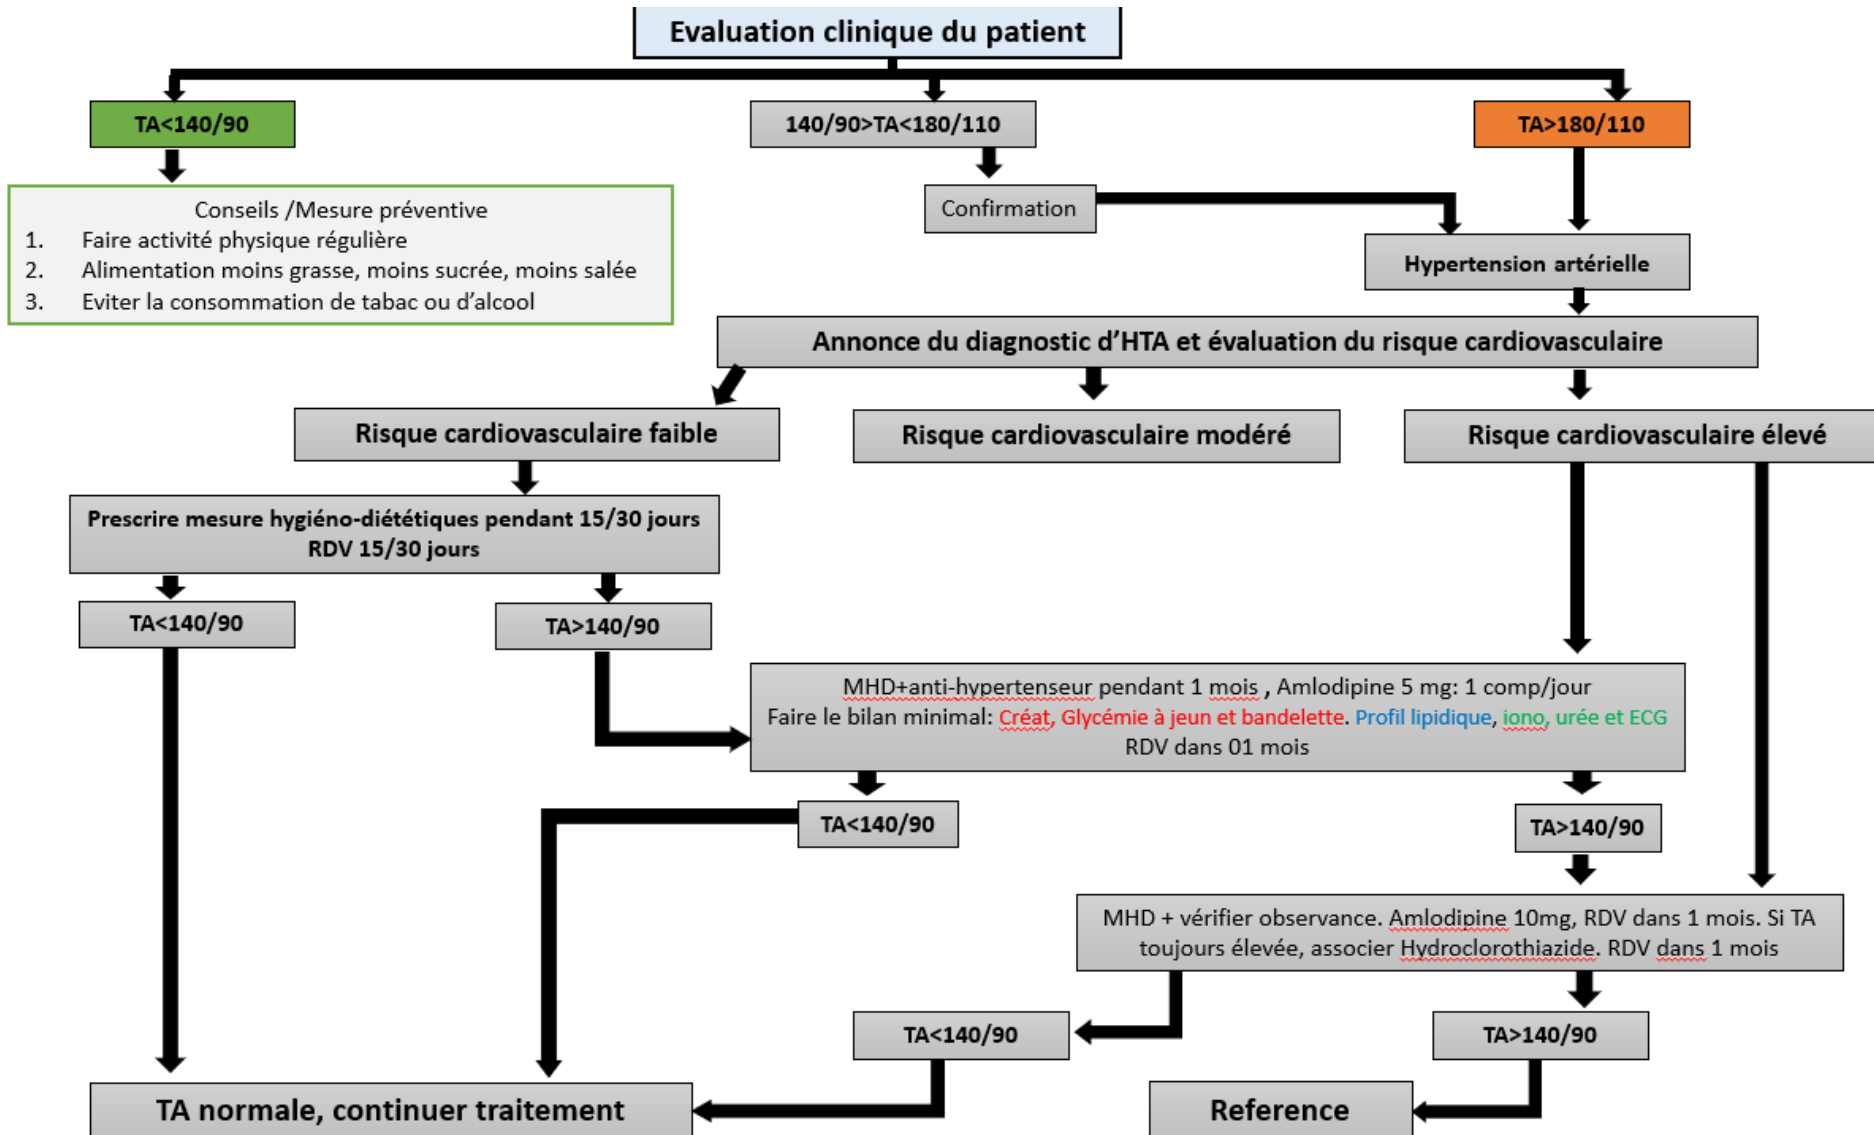 Evaluation clinique du patient
TA<140/90
140/90>TA<180/110
TA>180/110
Conseils /Mesure préventive
1. Faire activité physique régulière
2. Alimentation moins grasse, moins sucrée, moins salée
3. Eviter la consommation de tabac ou d’alcool
Confirmation
Hypertension artérielle
Annonce du diagnostic d’HTA et évaluation du risque cardiovasculaire
Risque cardiovasculaire faible
Risque cardiovasculaire modéré
Risque cardiovasculaire élevé
Prescrire mesure hygiéno-diététiques pendant 15/30 jours
RDV 15/30 jours
TA<140/90
TA>140/90
MHD+anti-hypertenseur pendant 1 mois , Amlodipine 5 mg: 1 comp/jour
Faire le bilan minimal: Créat, Glycémie à jeun et bandelette. Profil lipidique, iono, urée et ECG
RDV dans 01 mois
TA<140/90
TA>140/90
MHD + vérifier observance. Amlodipine 10mg, RDV dans 1 mois. Si TA
toujours élevée, associer Hydroclorothiazide. RDV dans 1 mois
TA<140/90
TA>140/90
TA normale, continuer traitement
Reference